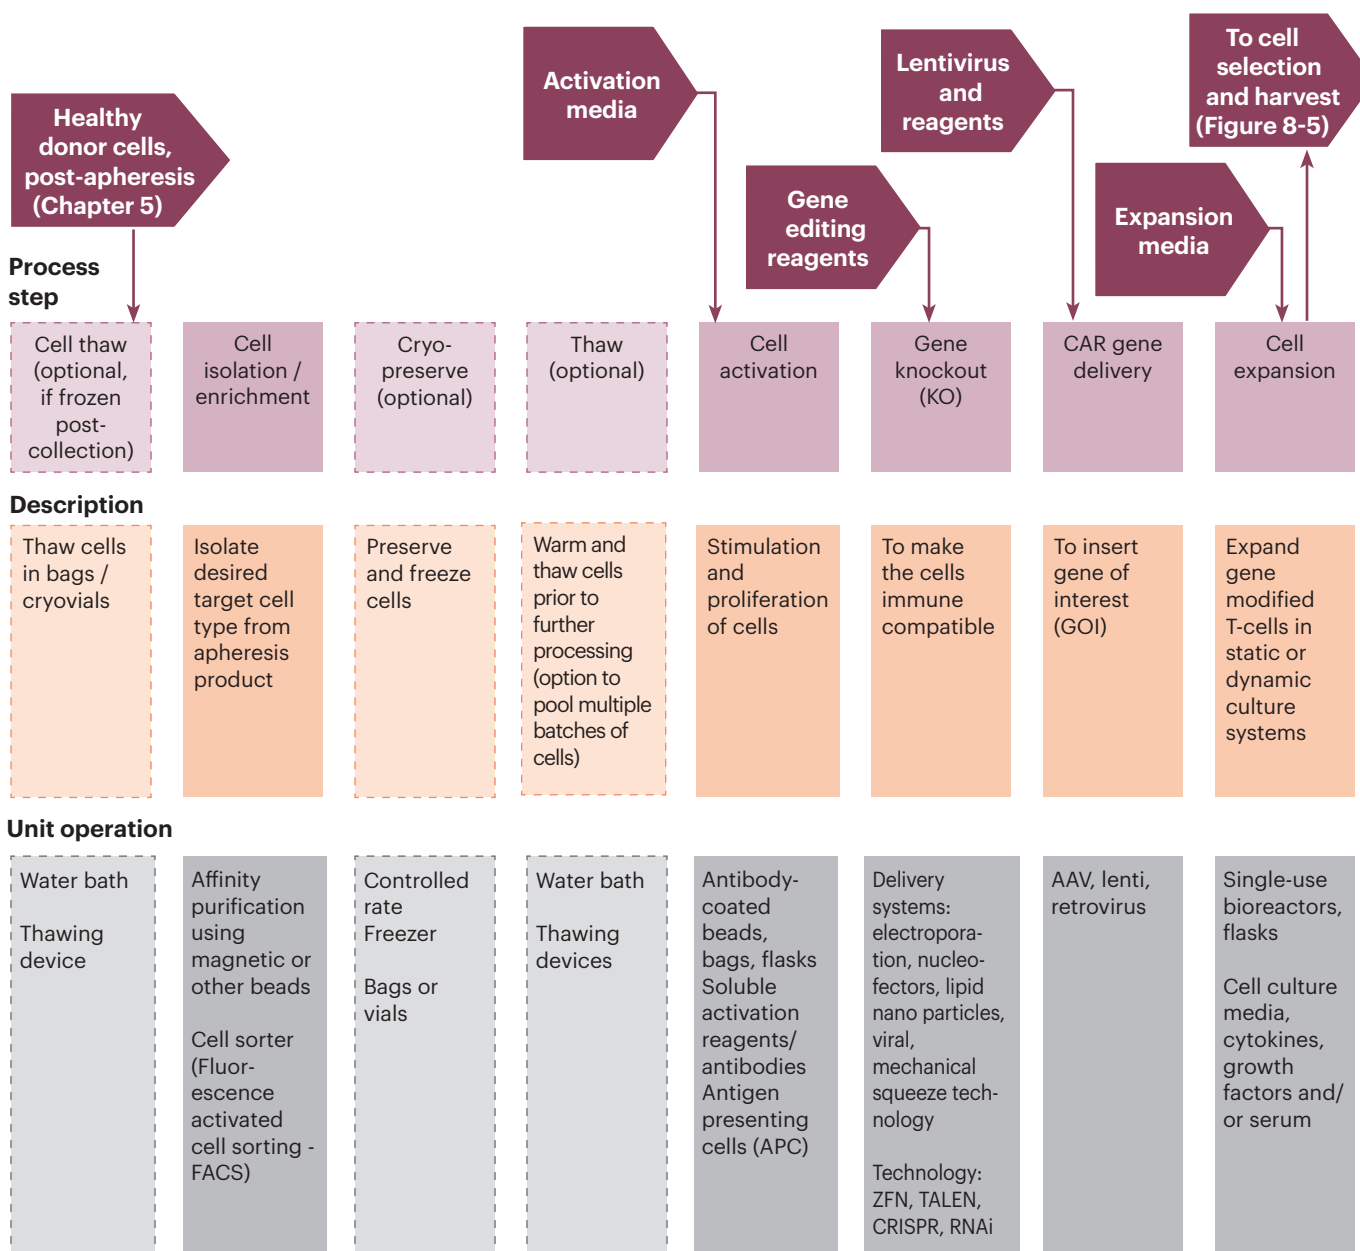 Healthy
donor cells,
post-apheresis
(Chapter 5)
Activation
media
Gene
editing
reagents
Lentivirus
and
reagents
Expansion
media
To cell
selection
and harvest
(Figure 8-5)
Process
step
Cell thaw
(optional,
if frozen
post-
collection)
Cell
isolation /
enrichment
Cryo-
preserve
(optional)
Thaw
(optional)
Cell
activation
Gene
knockout
(KO)
CAR gene
delivery
Cell
expansion
Description
Thaw cells
in bags /
cryovials
Isolate
desired
target cell
type from
apheresis
product
Preserve
and freeze
cells
Warm and
thaw cells
prior to
further
processing
(option to
pool multiple
batches of
cells)
Stimulation
and
proliferation
of cells
To make
the cells
immune
compatible
To insert
gene of
interest
(GOI)
Expand
gene
modified
T-cells in
static or
dynamic
culture
systems
Unit operation
Water bath
Thawing
device
Affinity
purification
using
magnetic or
other beads
Cell sorter
(Fluor-
escence
activated
cell sorting -
FACS)
Controlled
rate
Freezer
Bags or
vials
Water bath
Thawing
devices
Antibody-
coated
beads,
bags, flasks
Soluble
activation
reagents/
antibodies
Antigen
presenting
cells (APC)
Delivery
systems:
electropora-
tion, nucleo-
fectors, lipid
nano particles,
viral,
mechanical
squeeze tech-
nology
Technology:
ZFN, TALEN,
CRISPR, RNAi
AAV, lenti,
retrovirus
Single-use
bioreactors,
flasks
Cell culture
media,
cytokines,
growth
factors and/
or serum